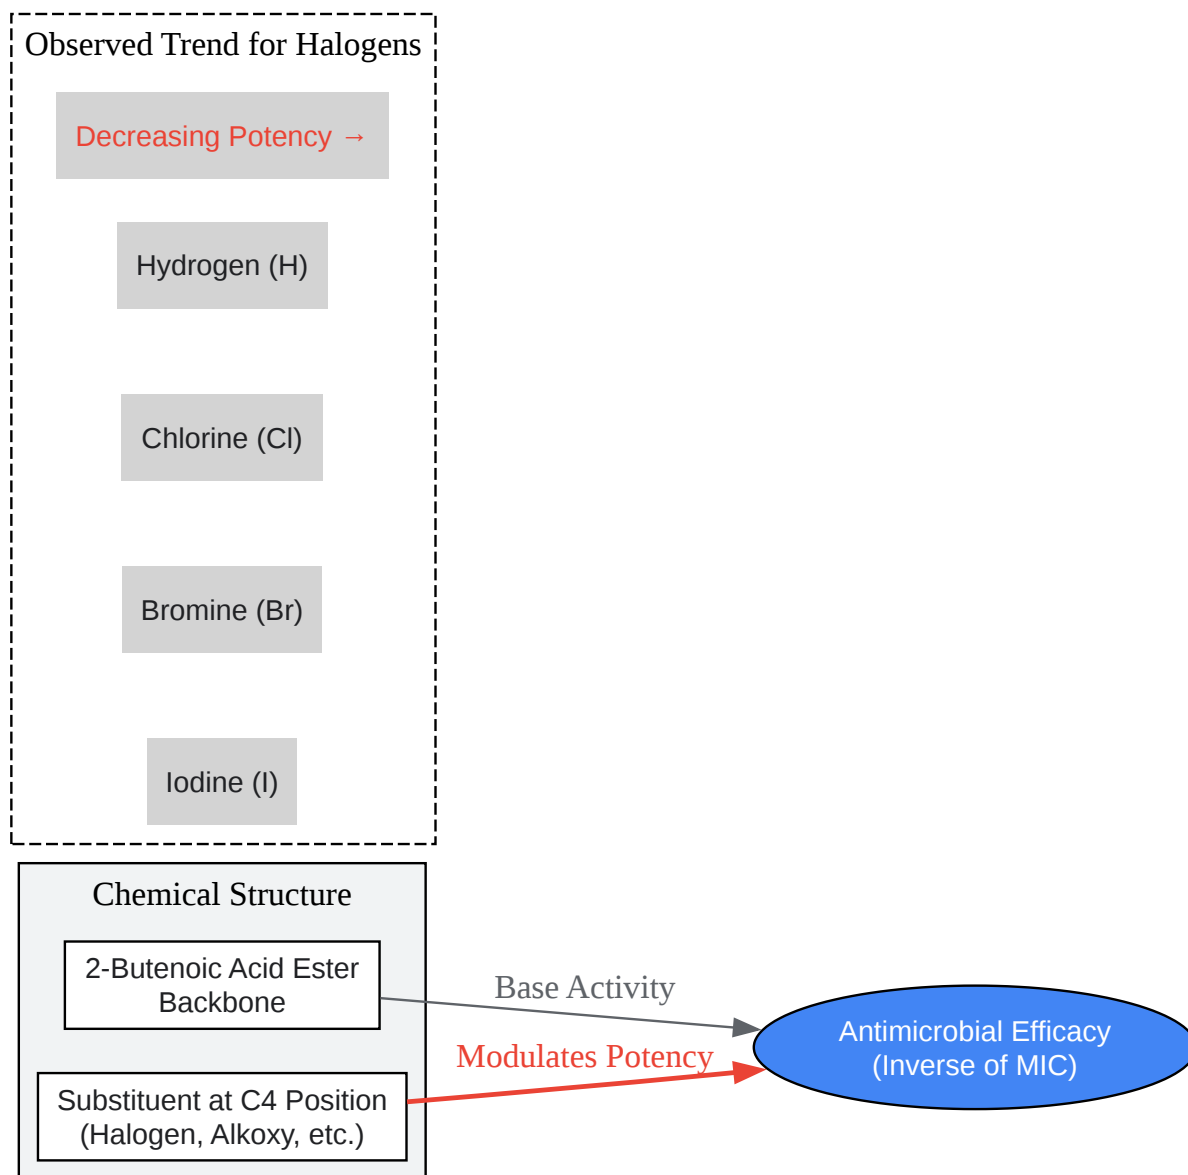 Observed Trend for Halogens
Decreasing Potency →
Hydrogen (H)
Chlorine (Cl)
Bromine (Br)
Iodine (I)
Chemical Structure
2-Butenoic Acid Ester
Backbone
Substituent at C4 Position
(Halogen, Alkoxy, etc.)
Base Activity
Modulates Potency
Antimicrobial Efficacy
(Inverse of MIC)